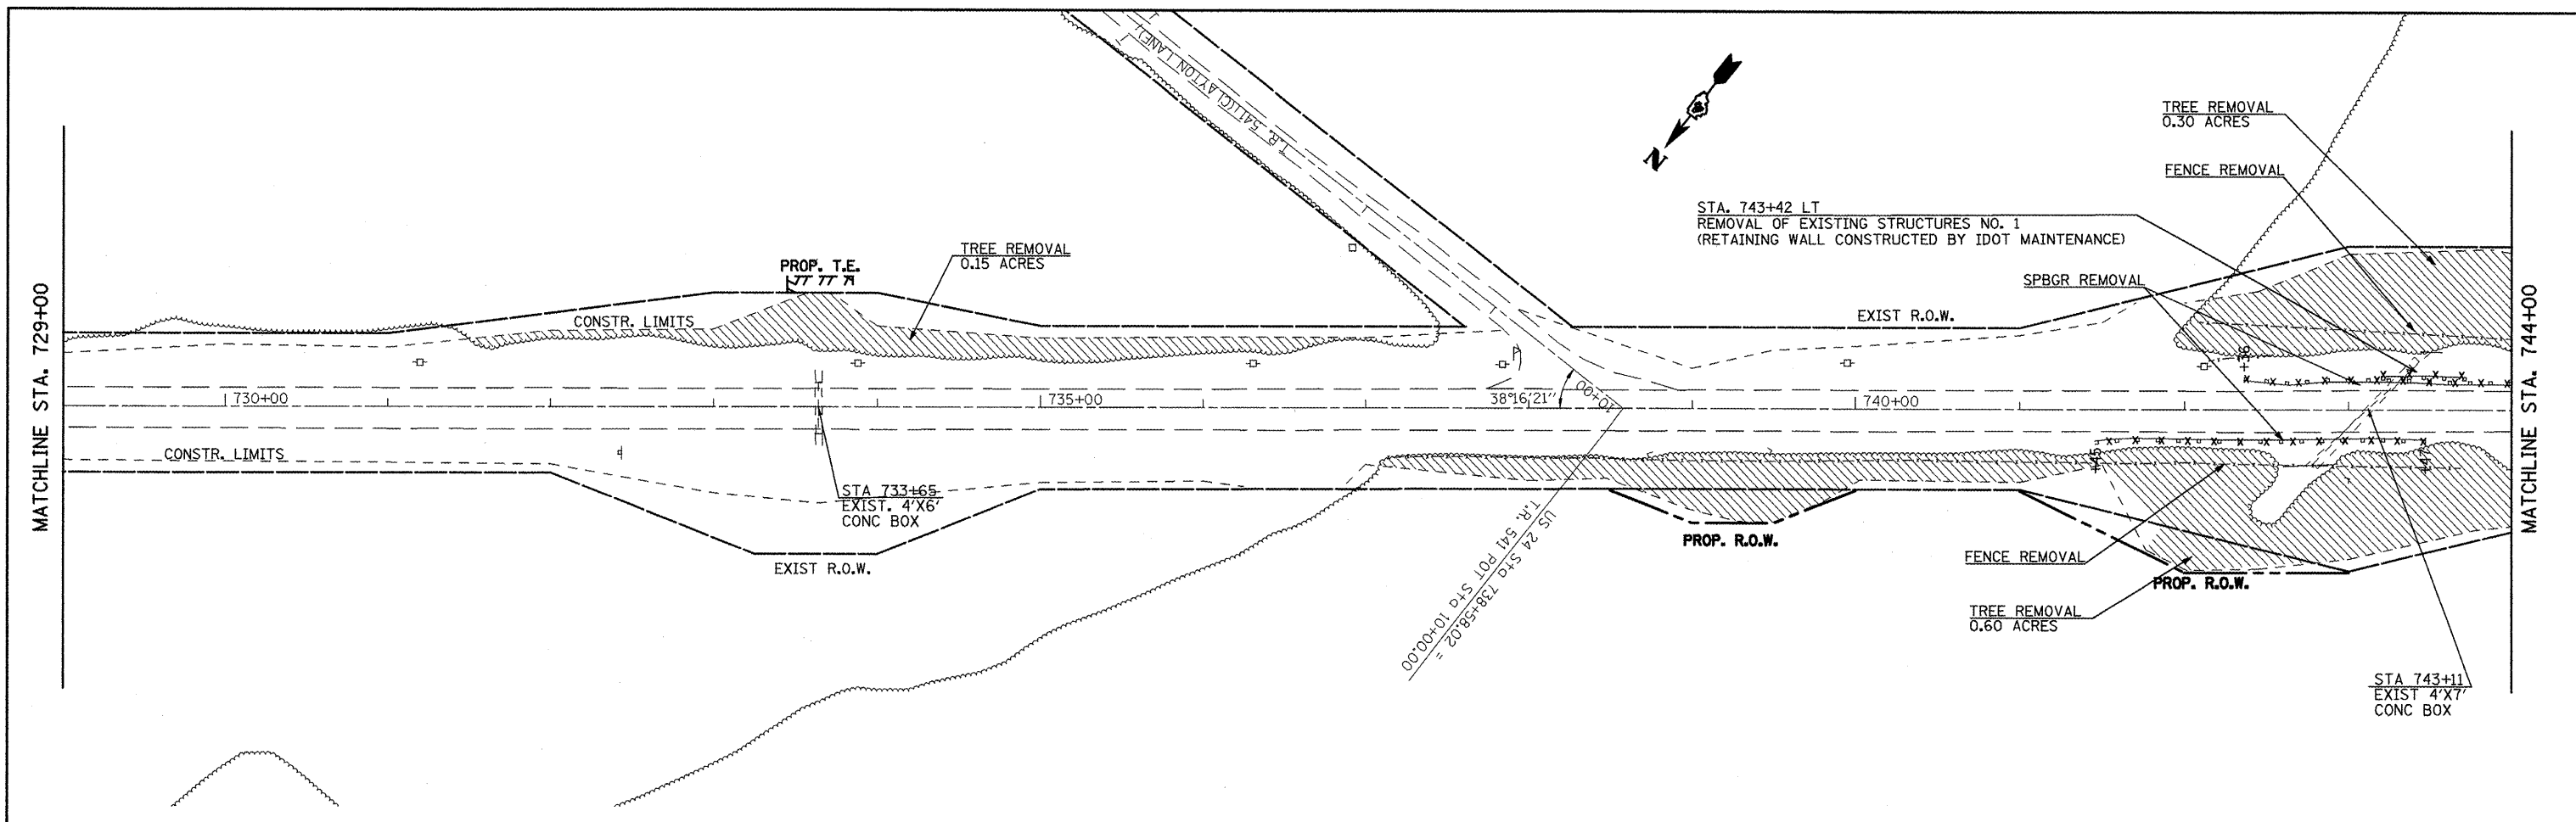 T.R. 541 (CLAYTON LANE)
N
TREE REMOVAL
0.30 ACRES
FENCE REMOVAL
STA. 743+42 LT
REMOVAL OF EXISTING STRUCTURES NO. 1
(RETAINING WALL CONSTRUCTED BY IDOT MAINTENANCE)
SPBGR REMOVAL
TREE REMOVAL
0.15 ACRES
PROP. T.E.
CONSTR. LIMITS
EXIST R.O.W.
MATCHLINE STA. 729+00
MATCHLINE STA. 744+00
+36
730+00
735+00
38°16'21"
10+00
740+00
CONSTR. LIMITS
+45
+47
STA 733+65
EXIST. 4'X6'
CONC BOX
EXIST R.O.W.
US 24 Sta 738+58.02 =
T.R. 541 POT Sta 10+00.00
PROP. R.O.W.
FENCE REMOVAL
PROP. R.O.W.
TREE REMOVAL
0.60 ACRES
STA 743+11
EXIST 4'X7'
CONC BOX